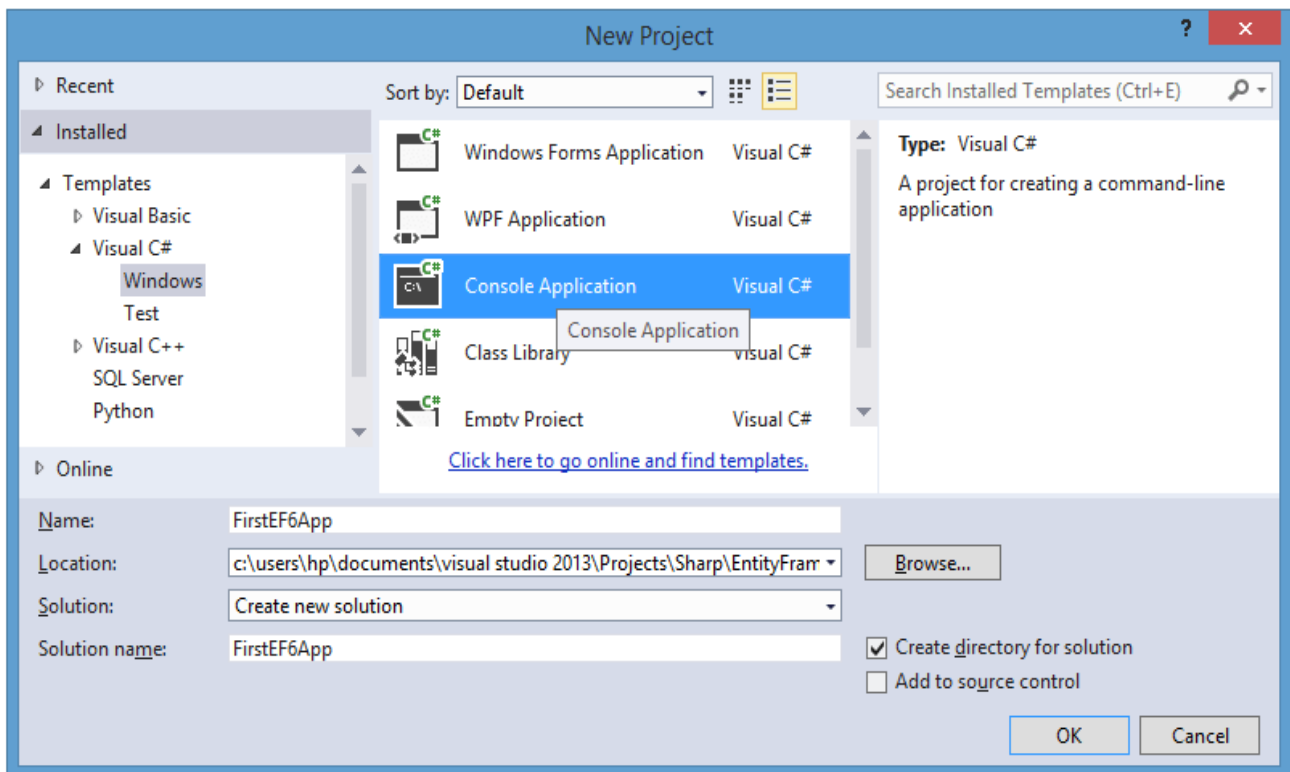 New Project
?
Recent
Installed
Templates
Visual Basic
Visual C#
Windows
Test
Visual C++
SQL Server
Python
Online
Sort by: Default
C# Windows Forms Application Visual C#
C# WPF Application Visual C#
C# C:\ Console Application Visual C#
Console Application
C# Class Library Visual C#
C# Empty Project Visual C#
Click here to go online and find templates.
Search Installed Templates (Ctrl+E)
Type: Visual C#
A project for creating a command-line
application
Name: FirstEF6App
Location: c:\users\hp\documents\visual studio 2013\Projects\Sharp\EntityFram
Browse...
Solution: Create new solution
Solution name: FirstEF6App
Create directory for solution
Add to source control
OK Cancel